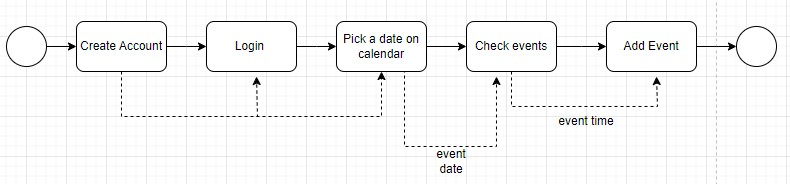 Create Account
Login
Pick a date on
calendar
Check events
Add Event
event time
event
date